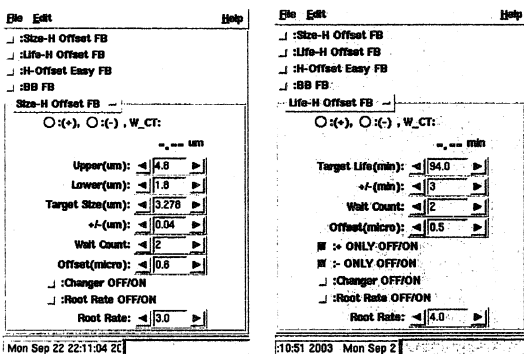 File Edit Help
:Size-H Offset FB
:Life-H Offset FB
:H-Offset Easy FB
:BB FB
Size-H Offset FB
:(+), :(-) , W_CT:
-.-- um
Upper(um): 4.8
Lower(um): 1.8
Target Size(um): 3.278
+/-(um): 0.04
Wait Count: 2
Offset(micro): 0.6
:Changer OFF/ON
:Root Rate OFF/ON
Root Rate: 3.0
Mon Sep 22 22:11:04 20
File Edit Help
:Size-H Offset FB
:Life-H Offset FB
:H-Offset Easy FB
:BB FB
Life-H Offset FB
:(+), :(-) , W_CT:
-.-- min
Target Life(min): 94.0
+/-(min): 3
Wait Count: 2
Offset(micro): 0.5
:+ ONLY OFF/ON
:- ONLY OFF/ON
:Changer OFF/ON
:Root Rate OFF/ON
Root Rate: 4.0
:10:51 2003 Mon Sep 2